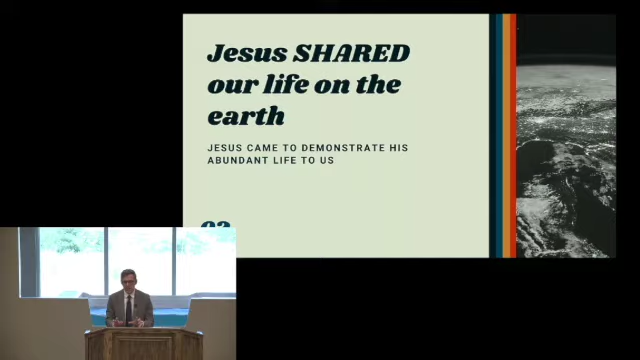 Jesus SHARED
our life on the
earth
JESUS CAME TO DEMONSTRATE HIS
ABUNDANT LIFE TO US